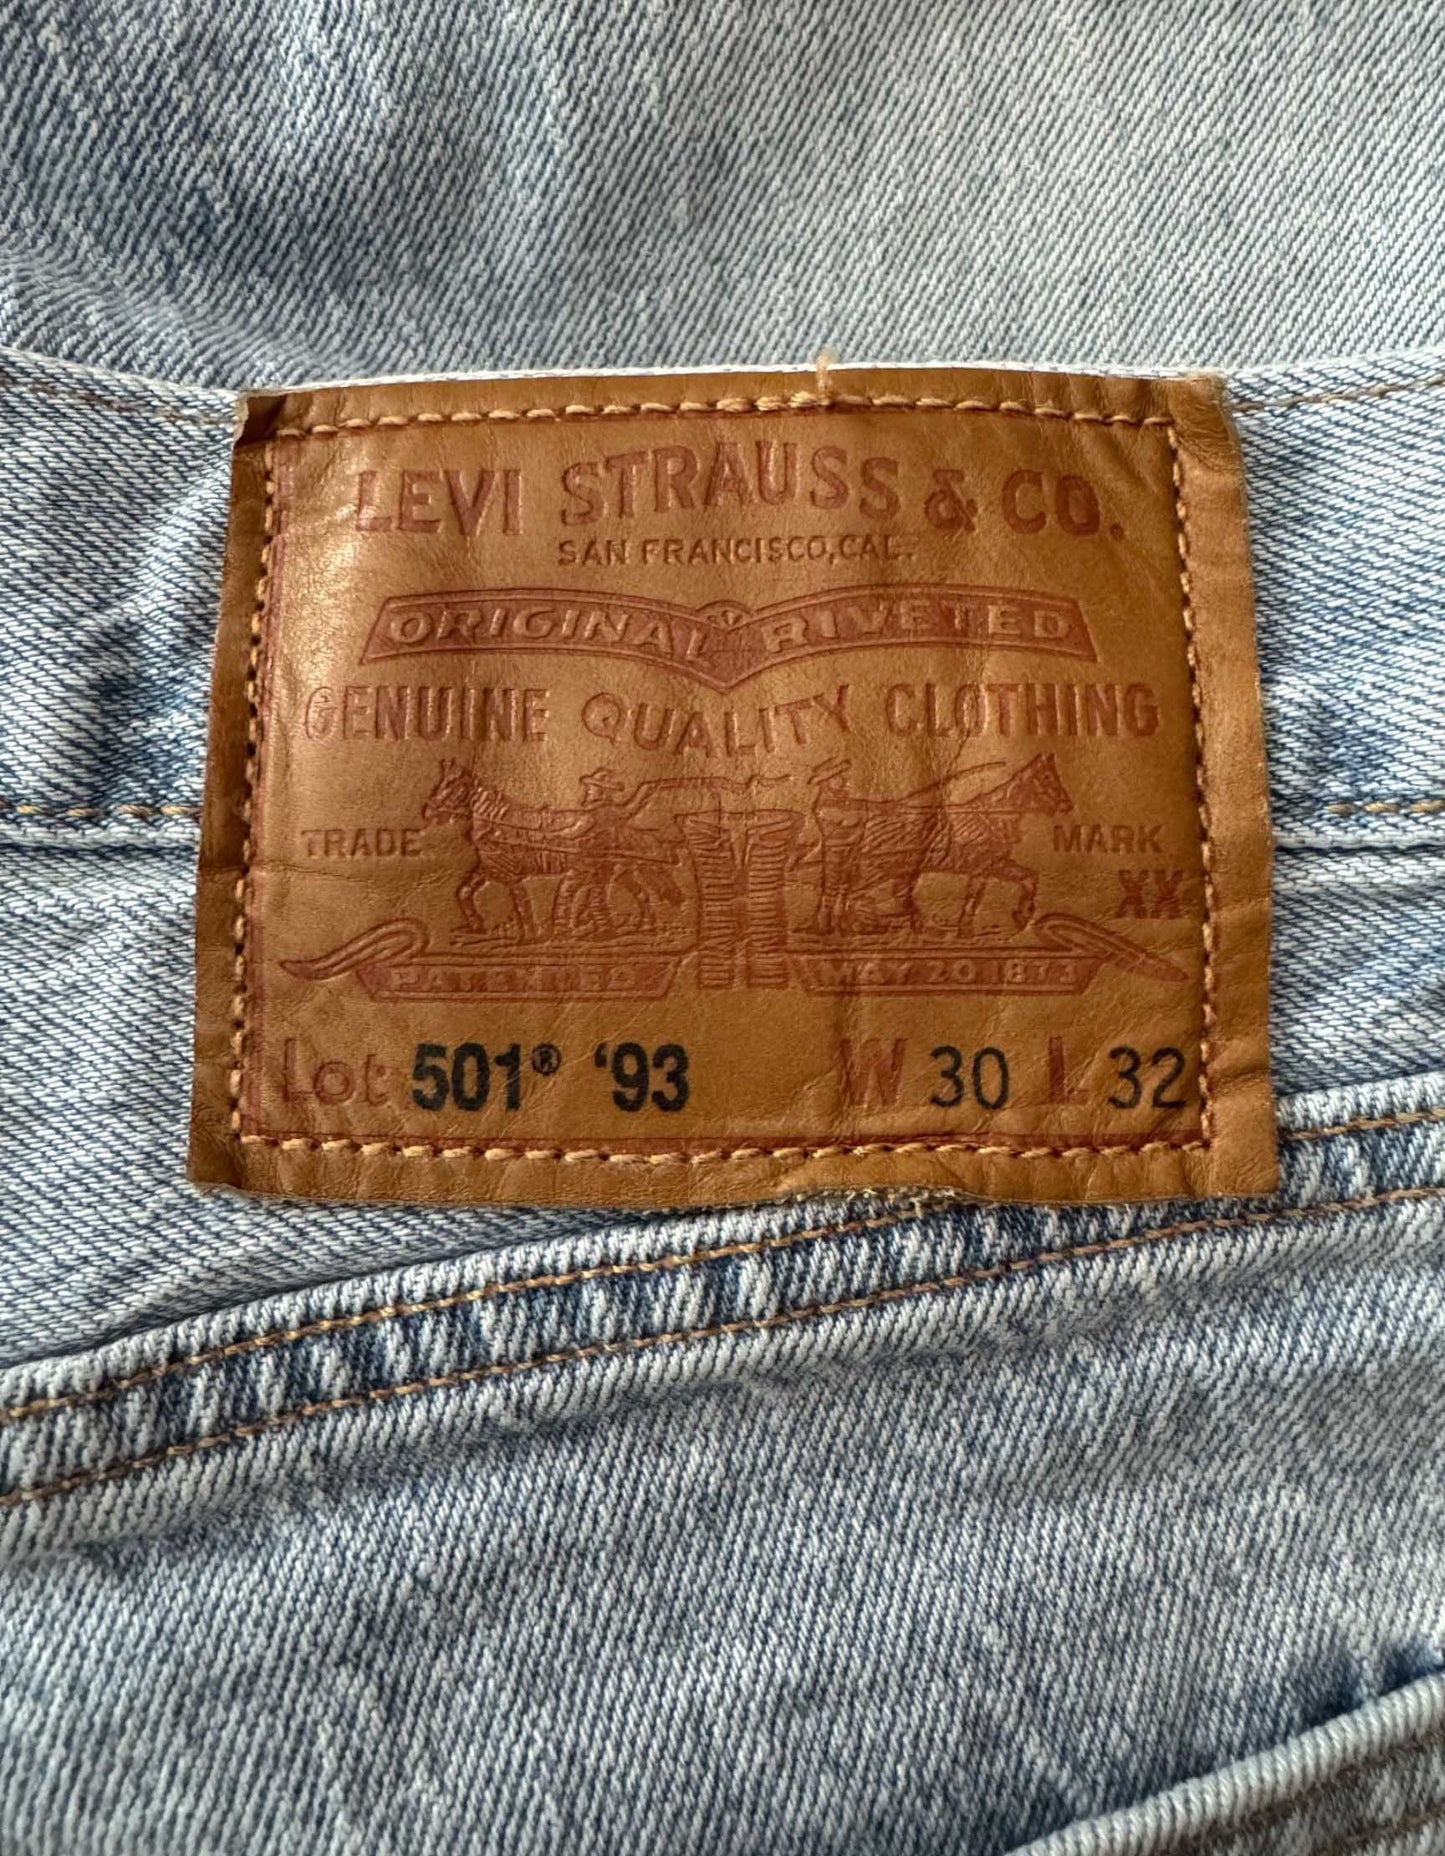 LEVI STRAUSS & CO.
SAN FRANCISCO, CAL.
ORIGINAL RIVETED
GENUINE QUALITY CLOTHING
TRADE MARK
XX
PATENTED MAY 20 1873
Lot 501® '93 W 30 L 32